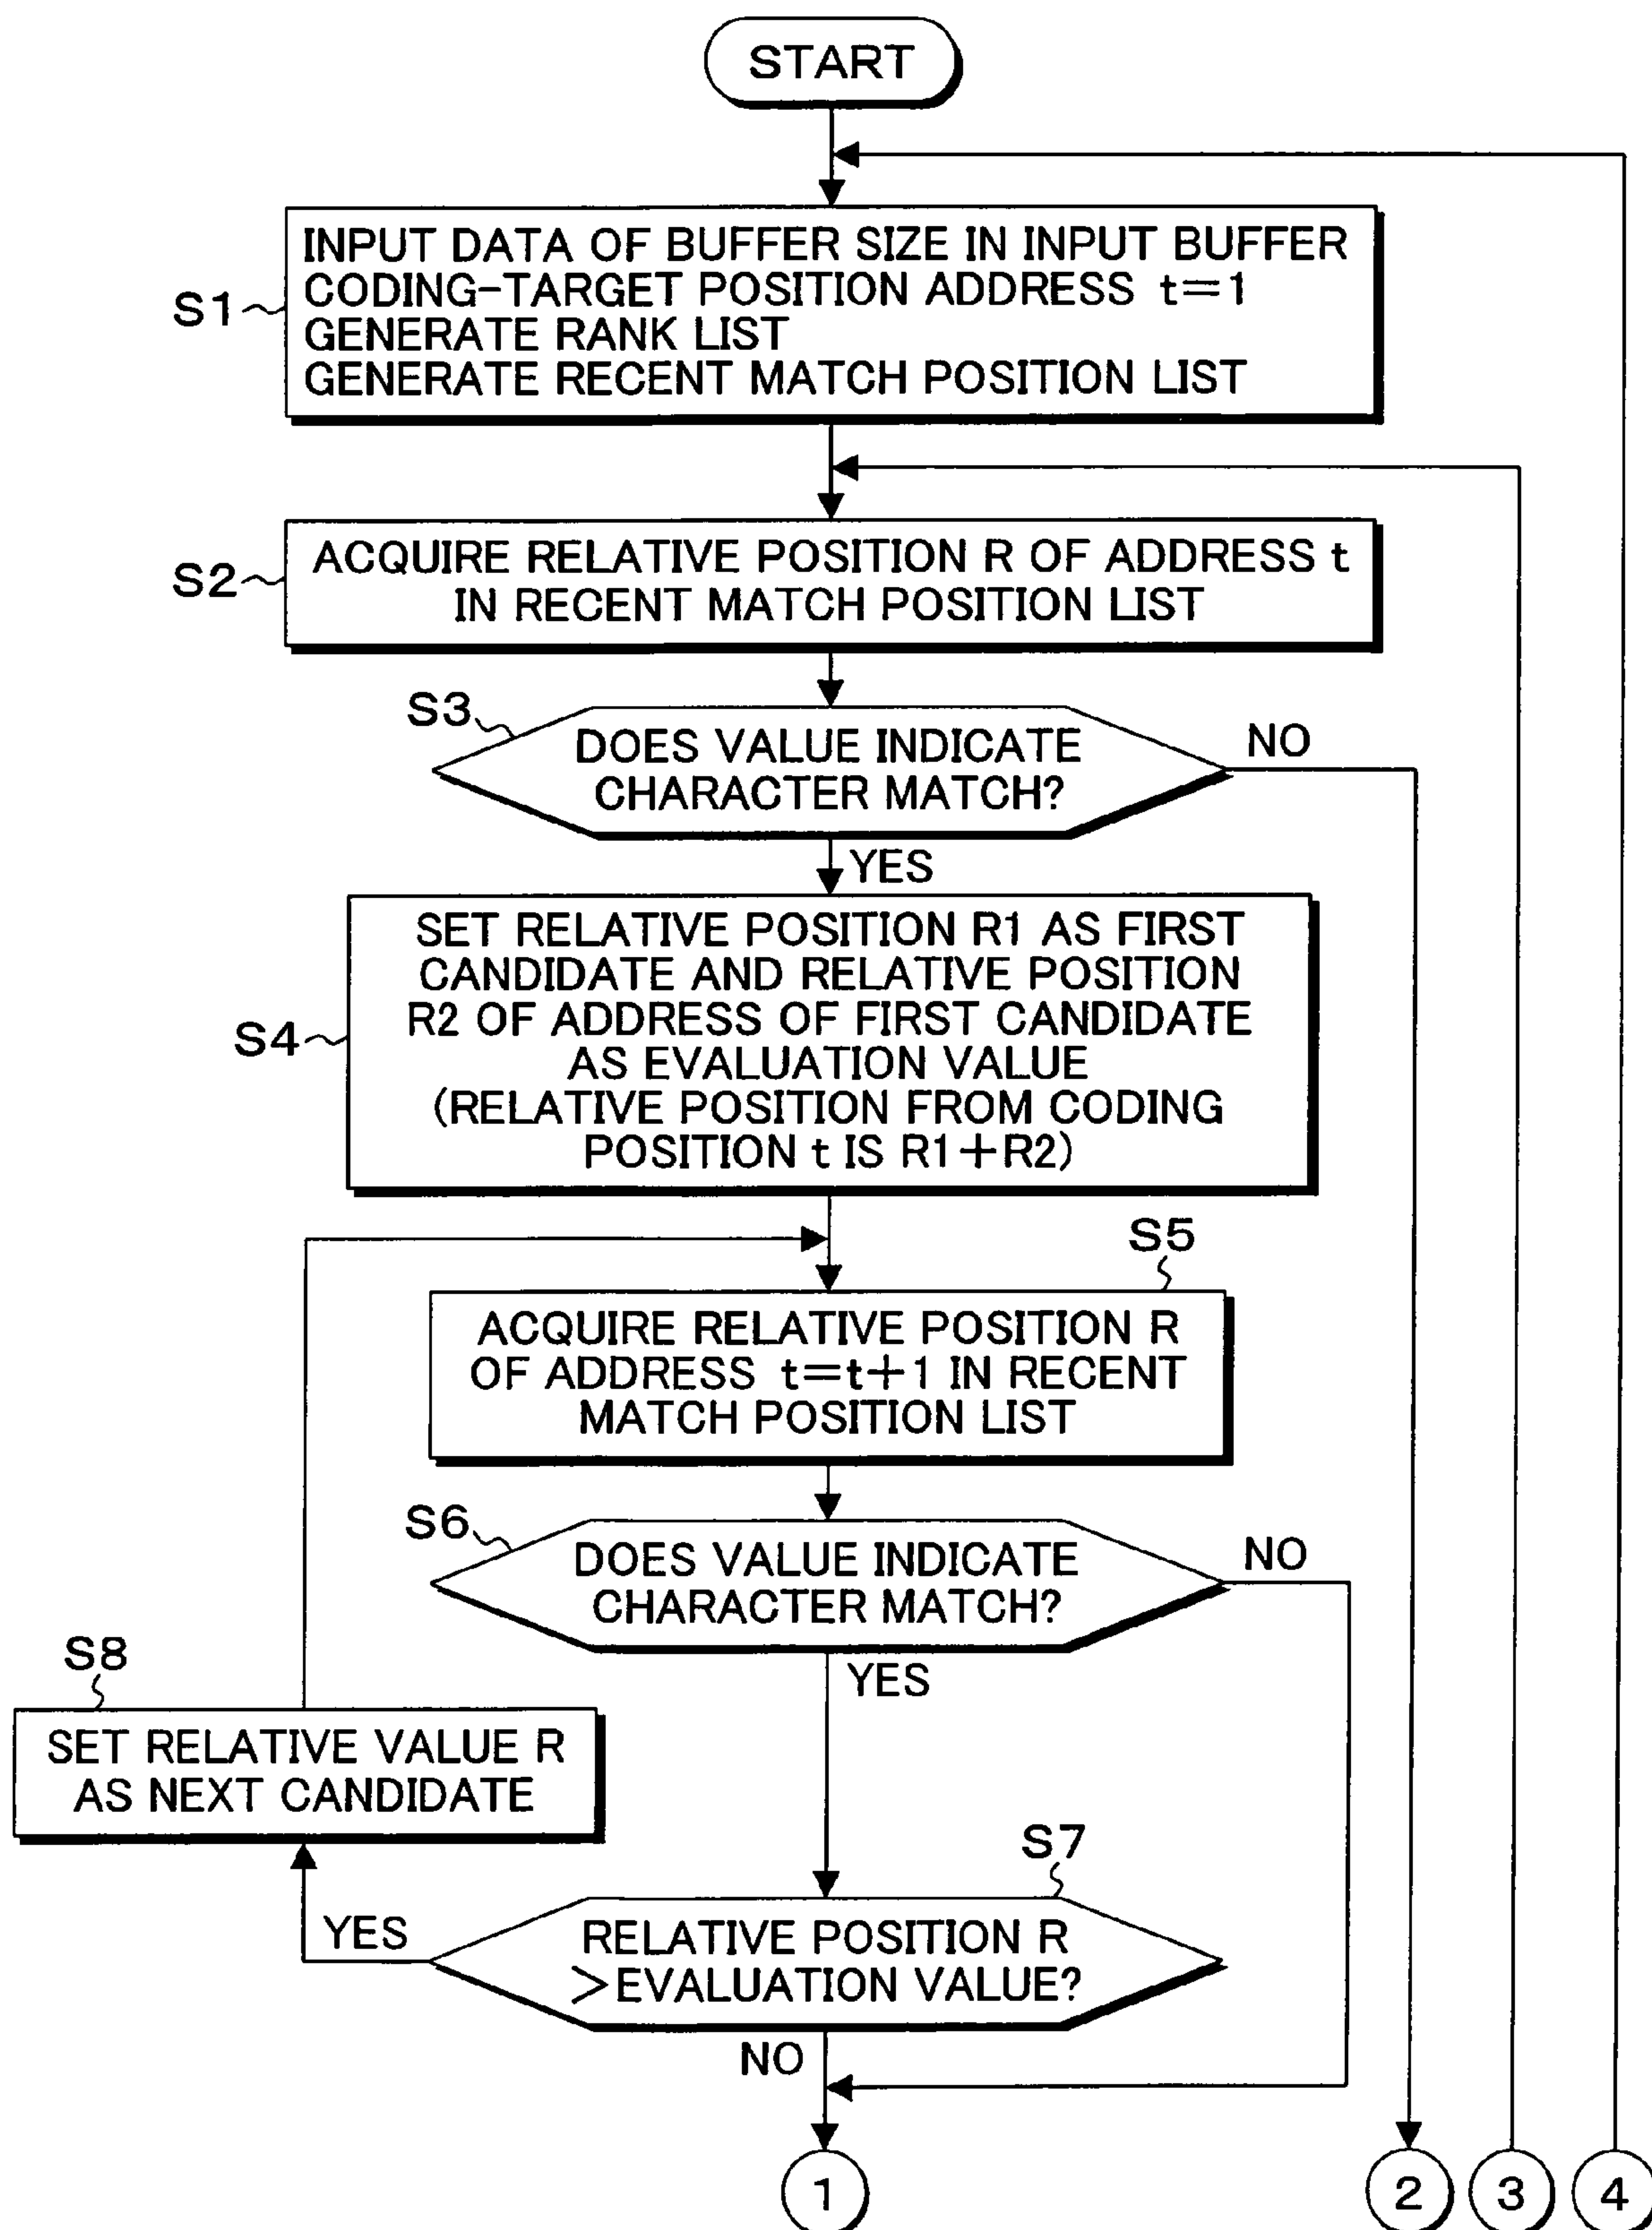 START
S1
INPUT DATA OF BUFFER SIZE IN INPUT BUFFER
CODING-TARGET POSITION ADDRESS t=1
GENERATE RANK LIST
GENERATE RECENT MATCH POSITION LIST
S2
ACQUIRE RELATIVE POSITION R OF ADDRESS t
IN RECENT MATCH POSITION LIST
S3
DOES VALUE INDICATE
CHARACTER MATCH?
NO
YES
S4
SET RELATIVE POSITION R1 AS FIRST
CANDIDATE AND RELATIVE POSITION
R2 OF ADDRESS OF FIRST CANDIDATE
AS EVALUATION VALUE
(RELATIVE POSITION FROM CODING
POSITION t IS R1+R2)
S5
ACQUIRE RELATIVE POSITION R
OF ADDRESS t=t+1 IN RECENT
MATCH POSITION LIST
S6
DOES VALUE INDICATE
CHARACTER MATCH?
NO
YES
S8
SET RELATIVE VALUE R
AS NEXT CANDIDATE
S7
RELATIVE POSITION R
>EVALUATION VALUE?
YES
NO
1
2
3
4